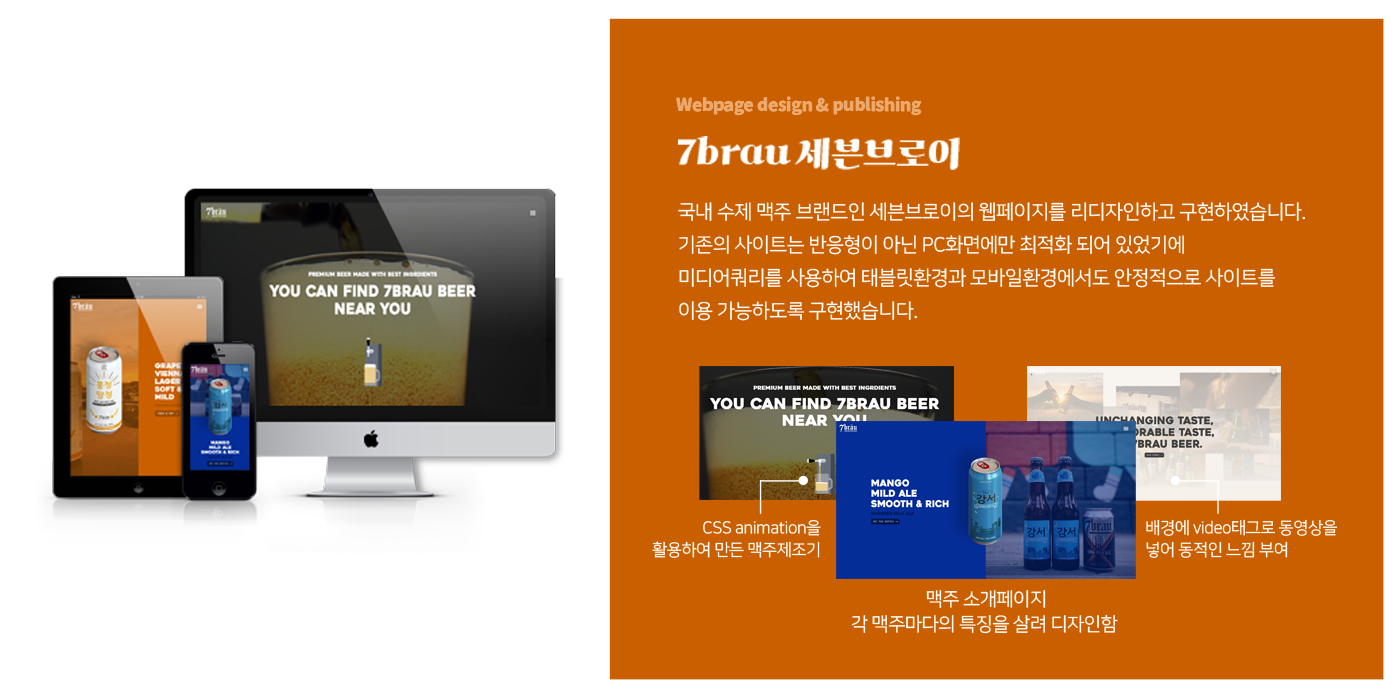 7brau
PREMIUM BEER MADE WITH BEST INGRDIENTS
YOU CAN FIND 7BRAU BEER
NEAR YOU
7brau
GRAPE
VIENN
LAGER
SOFT &
MILD
7brau
강서
MANGO
MILD ALE
SMOOTH & RICH
Webpage design & publishing
7brau 세븐브로이
국내 수제 맥주 브랜드인 세븐브로이의 웹페이지를 리디자인하고 구현하였습니다.
기존의 사이트는 반응형이 아닌 PC화면에만 최적화 되어 있었기에
미디어쿼리를 사용하여 태블릿환경과 모바일환경에서도 안정적으로 사이트를
이용 가능하도록 구현했습니다.
PREMIUM BEER MADE WITH BEST INGRDIENTS
YOU CAN FIND 7BRAU BEER
NEAR YOU
7bräu
MANGO
MILD ALE
SMOOTH & RICH
강서
강서
강서
7bräu
UNCHANGING TASTE,
ORABLE TASTE,
7BRAU BEER.
CSS animation을
활용하여 만든 맥주제조기
배경에 video태그로 동영상을
넣어 동적인 느낌 부여
맥주 소개페이지
각 맥주마다의 특징을 살려 디자인함